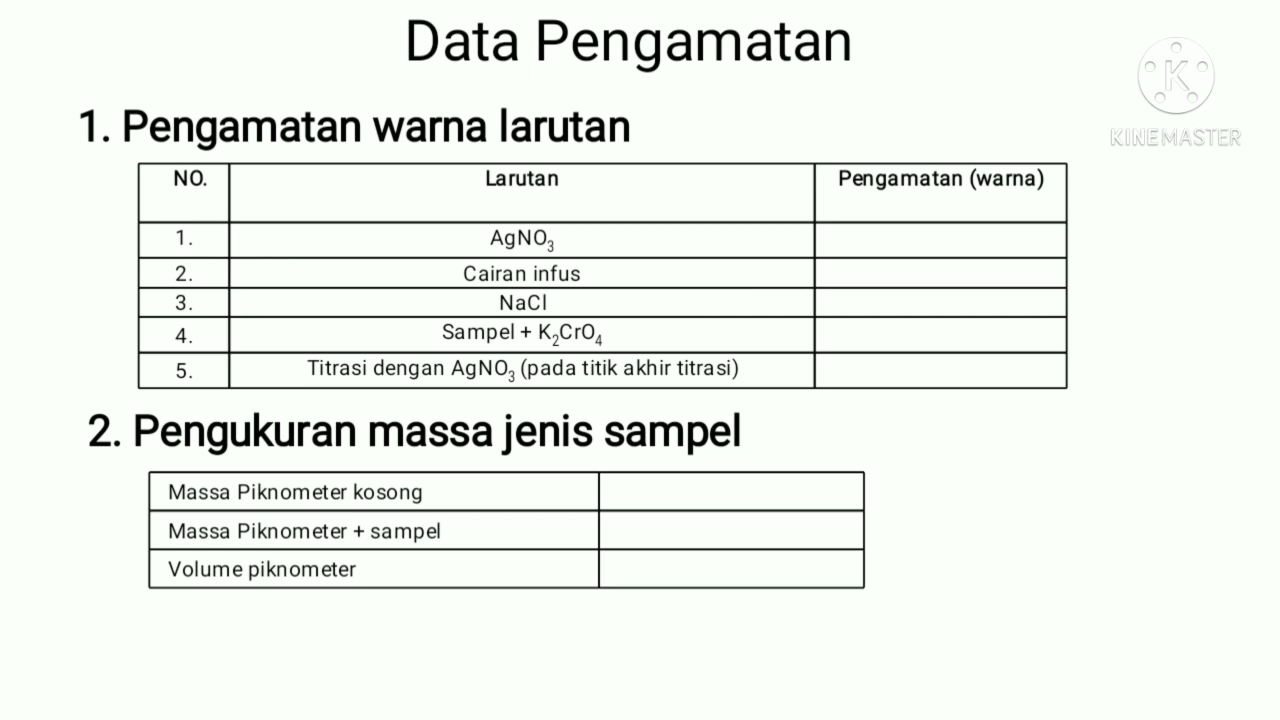 Data Pengamatan
KINEMASTER
1. Pengamatan warna larutan
NO. Larutan Pengamatan (warna)
1. AgNO₃
2. Cairan infus
3. NaCl
4. Sampel + K₂CrO₄
5. Titrasi dengan AgNO₃ (pada titik akhir titrasi)
2. Pengukuran massa jenis sampel
Massa Piknometer kosong
Massa Piknometer + sampel
Volume piknometer